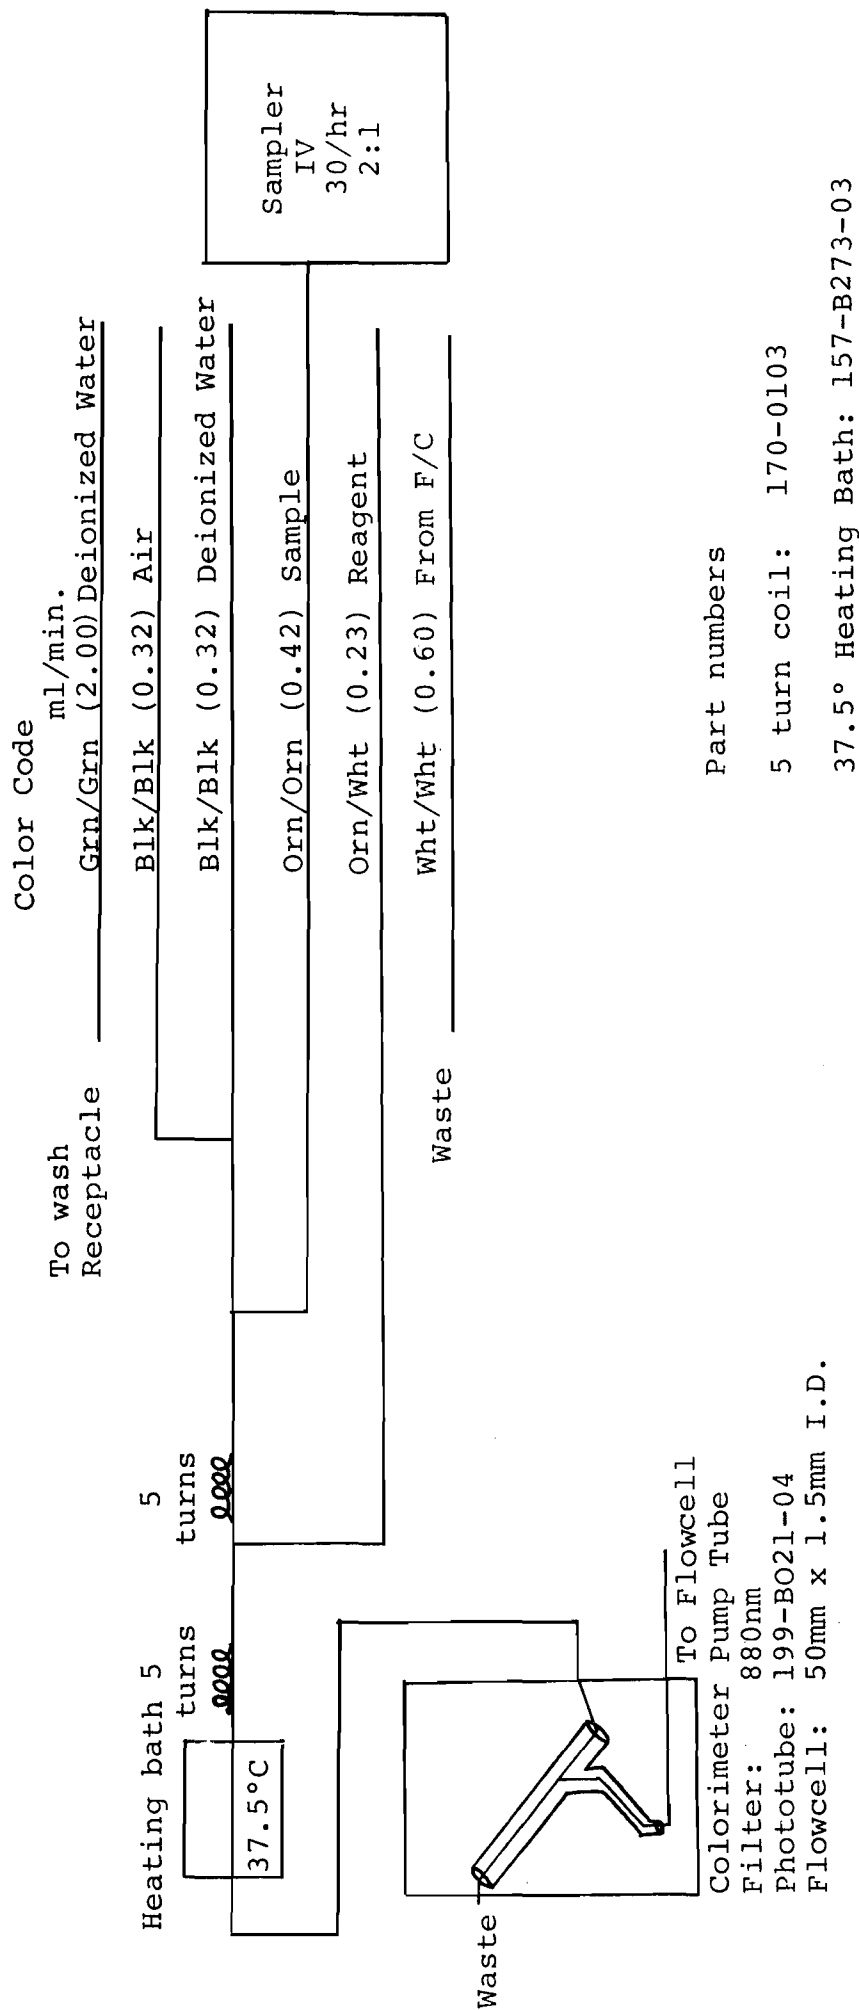 Color Code
ml/min.
To wash
Receptacle
Grn/Grn (2.00) Deionized Water
Blk/Blk (0.32) Air
Blk/Blk (0.32) Deionized Water
Orn/Orn (0.42) Sample
Orn/Wht (0.23) Reagent
Wht/Wht (0.60) From F/C
Waste
Sampler
IV
30/hr
2:1
5
turns
Heating bath 5
turns
37.5°C
Waste
To Flowcell
Colorimeter Pump Tube
Filter: 880nm
Phototube: 199-BO21-04
Flowcell: 50mm x 1.5mm I.D.
Part numbers
5 turn coil: 170-0103
37.5° Heating Bath: 157-B273-03